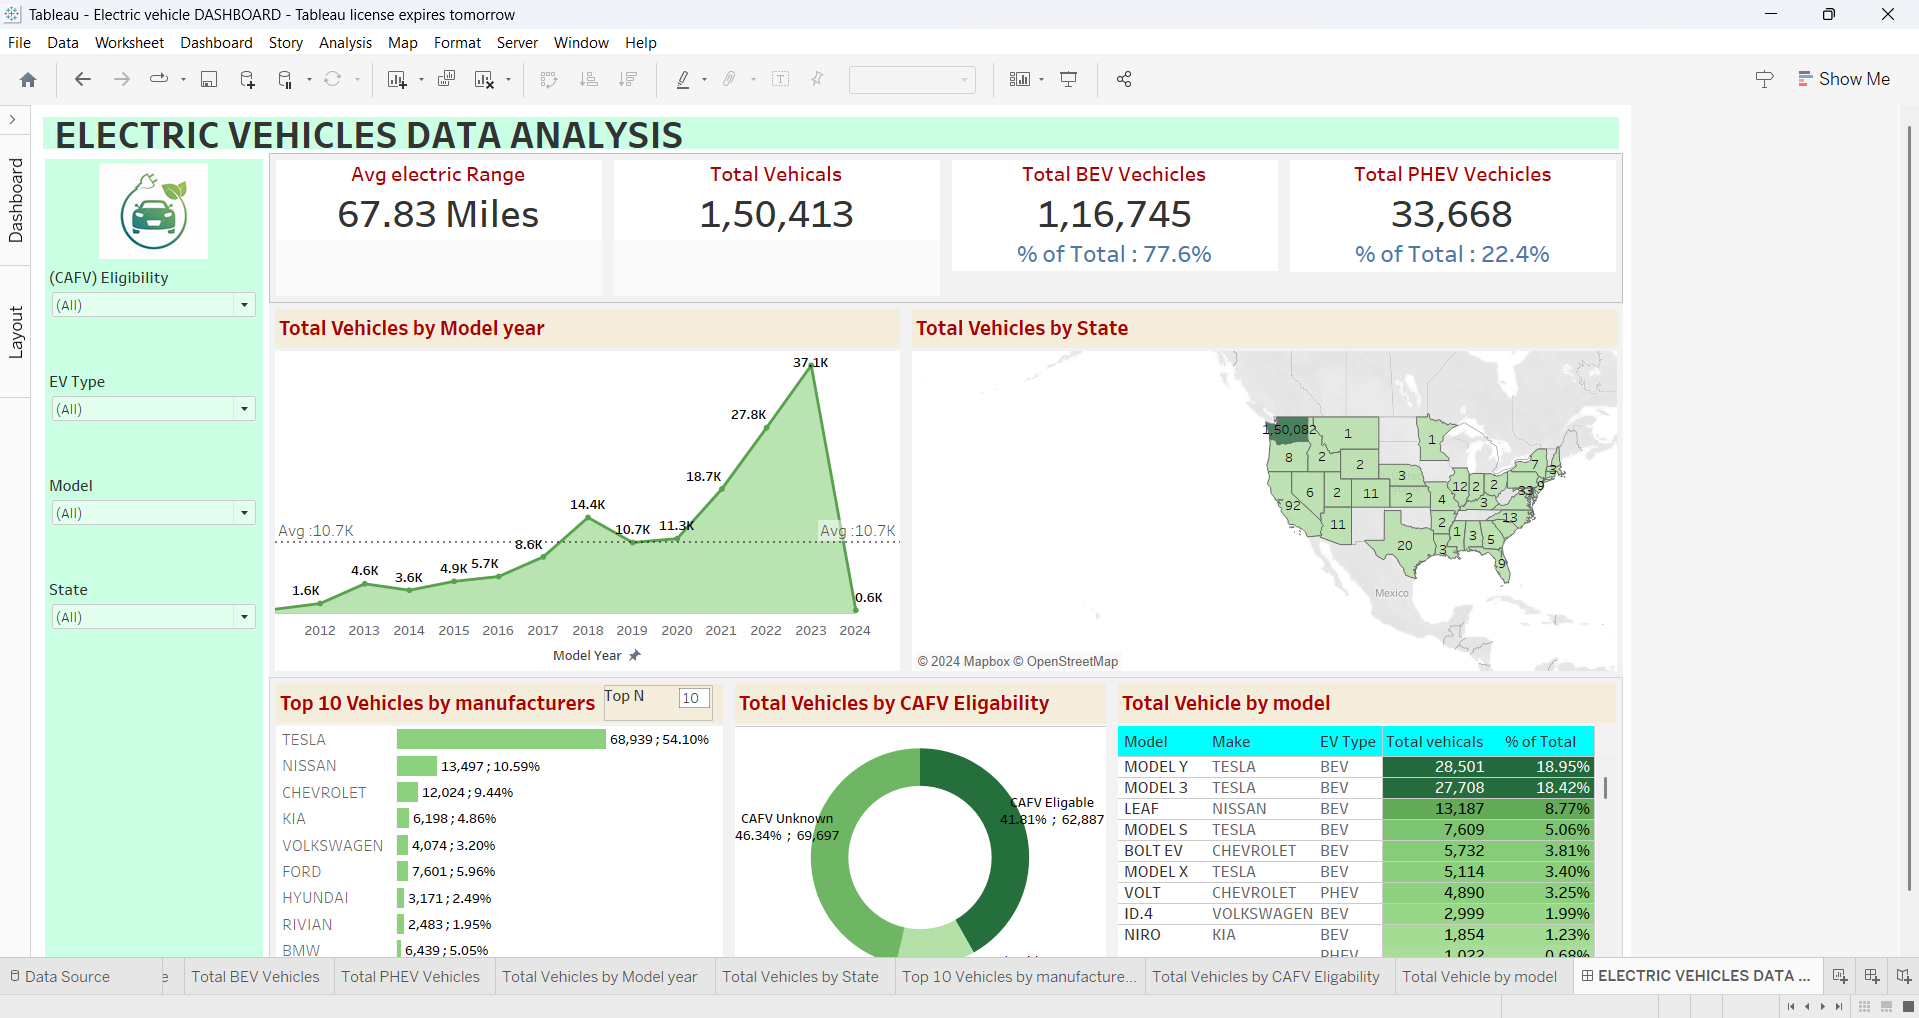 Tableau - Electric vehicle DASHBOARD - Tableau license expires tomorrow
File Data Worksheet Dashboard Story Analysis Map Format Server Window Help
Show Me
Dashboard
Layout
ELECTRIC VEHICLES DATA ANALYSIS
(CAFV) Eligibility
(All)
EV Type
(All)
Model
(All)
State
(All)
Avg electric Range
67.83 Miles
Total Vehicals
1,50,413
Total BEV Vechicles
1,16,745
% of Total : 77.6%
Total PHEV Vechicles
33,668
% of Total : 22.4%
Total Vehicles by Model year
37.1K
27.8K
18.7K
14.4K
10.7K 11.3K
Avg :10.7K
Avg :10.7K
8.6K
4.6K 3.6K 4.9K 5.7K
1.6K
0.6K
2012 2013 2014 2015 2016 2017 2018 2019 2020 2021 2022 2023 2024
Model Year
Total Vehicles by State
1,50,082 1 1
8 2 2 3 7 3
92 6 2 11 2 4 12 2 2 33 9
3
11 2 13
20 3 1 3 5
9
Mexico
© 2024 Mapbox © OpenStreetMap
Top 10 Vehicles by manufacturers
Top N 10
TESLA 68,939 ; 54.10%
NISSAN 13,497 ; 10.59%
CHEVROLET 12,024 ; 9.44%
KIA 6,198 ; 4.86%
VOLKSWAGEN 4,074 ; 3.20%
FORD 7,601 ; 5.96%
HYUNDAI 3,171 ; 2.49%
RIVIAN 2,483 ; 1.95%
BMW 6,439 ; 5.05%
Total Vehicles by CAFV Eligability
CAFV Eligable
41.81% ; 62,887
CAFV Unknown
46.34% ; 69,697
Total Vehicle by model
Model Make EV Type Total vehicals % of Total
MODEL Y TESLA BEV 28,501 18.95%
MODEL 3 TESLA BEV 27,708 18.42%
LEAF NISSAN BEV 13,187 8.77%
MODEL S TESLA BEV 7,609 5.06%
BOLT EV CHEVROLET BEV 5,732 3.81%
MODEL X TESLA BEV 5,114 3.40%
VOLT CHEVROLET PHEV 4,890 3.25%
ID.4 VOLKSWAGEN BEV 2,999 1.99%
NIRO KIA BEV 1,854 1.23%
PHEV 1,022 0.68%
Data Source e Total BEV Vehicles Total PHEV Vehicles Total Vehicles by Model year Total Vehicles by State Top 10 Vehicles by manufacture... Total Vehicles by CAFV Eligibility Total Vehicle by model ELECTRIC VEHICLES DATA ...